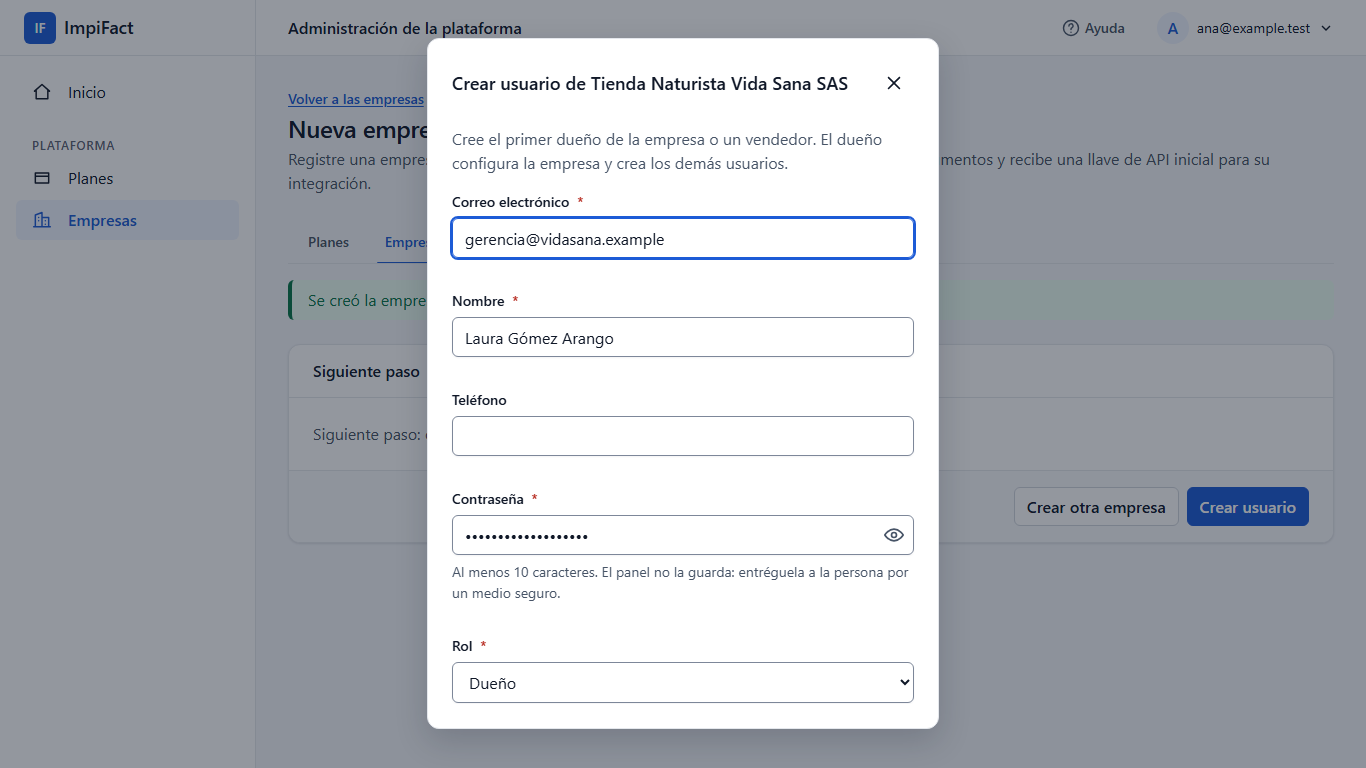 IF ImpiFact
Administración de la plataforma
Ayuda
A ana@example.test
Inicio
PLATAFORMA
Planes
Empresas
Volver a las empresas
Nueva
Registre una
mentos y recibe una llave de API inicial para su
integración.
Planes
Se creó la
Siguiente paso
Siguiente paso:
Crear otra empresa
Crear usuario
Crear usuario de Tienda Naturista Vida Sana SAS
Cree el primer dueño de la empresa o un vendedor. El dueño
configura la empresa y crea los demás usuarios.
Correo electrónico *
gerencia@vidasana.example
Nombre *
Laura Gómez Arango
Teléfono
Contraseña *
•••••••••••••••••••
Al menos 10 caracteres. El panel no la guarda: entréguela a la persona por
un medio seguro.
Rol *
Dueño